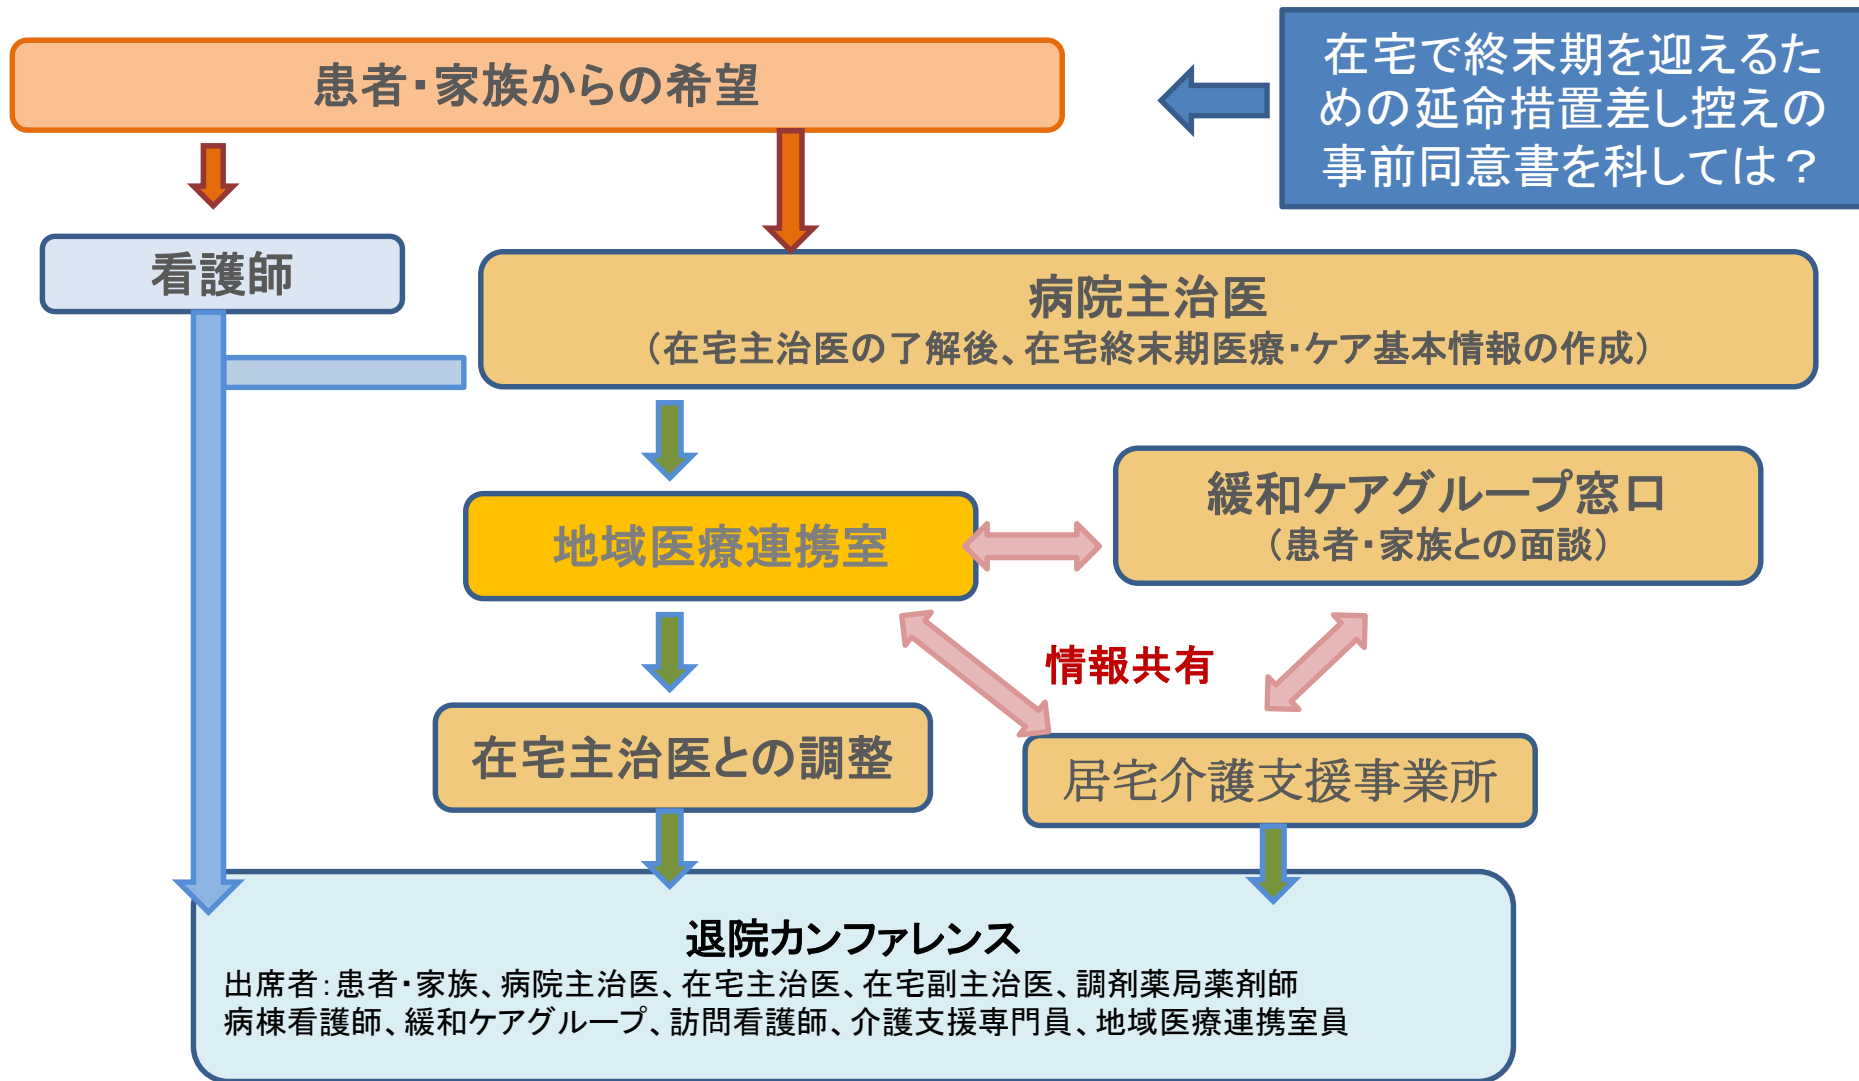 患者・家族からの希望
在宅で終末期を迎えるた
めの延命措置差し控えの
事前同意書を科しては？
看護師
病院主治医
（在宅主治医の了解後、在宅終末期医療・ケア基本情報の作成）
地域医療連携室
緩和ケアグループ窓口
（患者・家族との面談）
情報共有
在宅主治医との調整
居宅介護支援事業所
退院カンファレンス
出席者：患者・家族、病院主治医、在宅主治医、在宅副主治医、調剤薬局薬剤師
病棟看護師、緩和ケアグループ、訪問看護師、介護支援専門員、地域医療連携室員